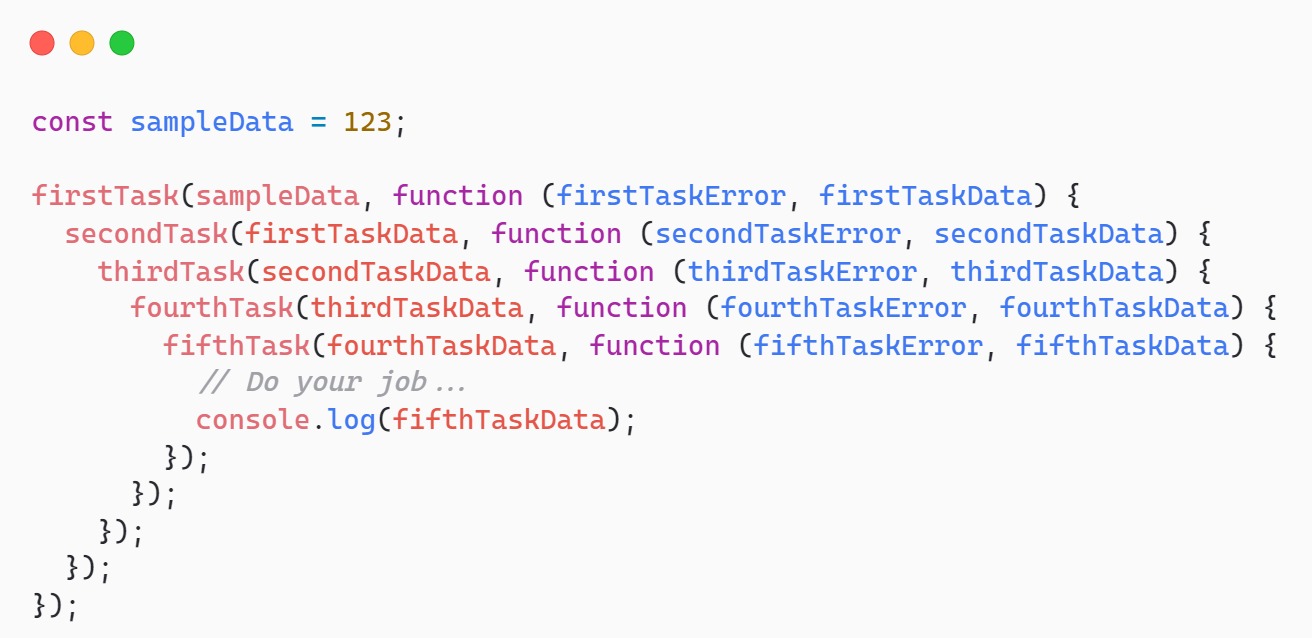 const sampleData = 123;
firstTask(sampleData, function (firstTaskError, firstTaskData) {
  secondTask(firstTaskData, function (secondTaskError, secondTaskData) {
    thirdTask(secondTaskData, function (thirdTaskError, thirdTaskData) {
      fourthTask(thirdTaskData, function (fourthTaskError, fourthTaskData) {
        fifthTask(fourthTaskData, function (fifthTaskError, fifthTaskData) {
          // Do your job...
          console.log(fifthTaskData);
        });
      });
    });
  });
});